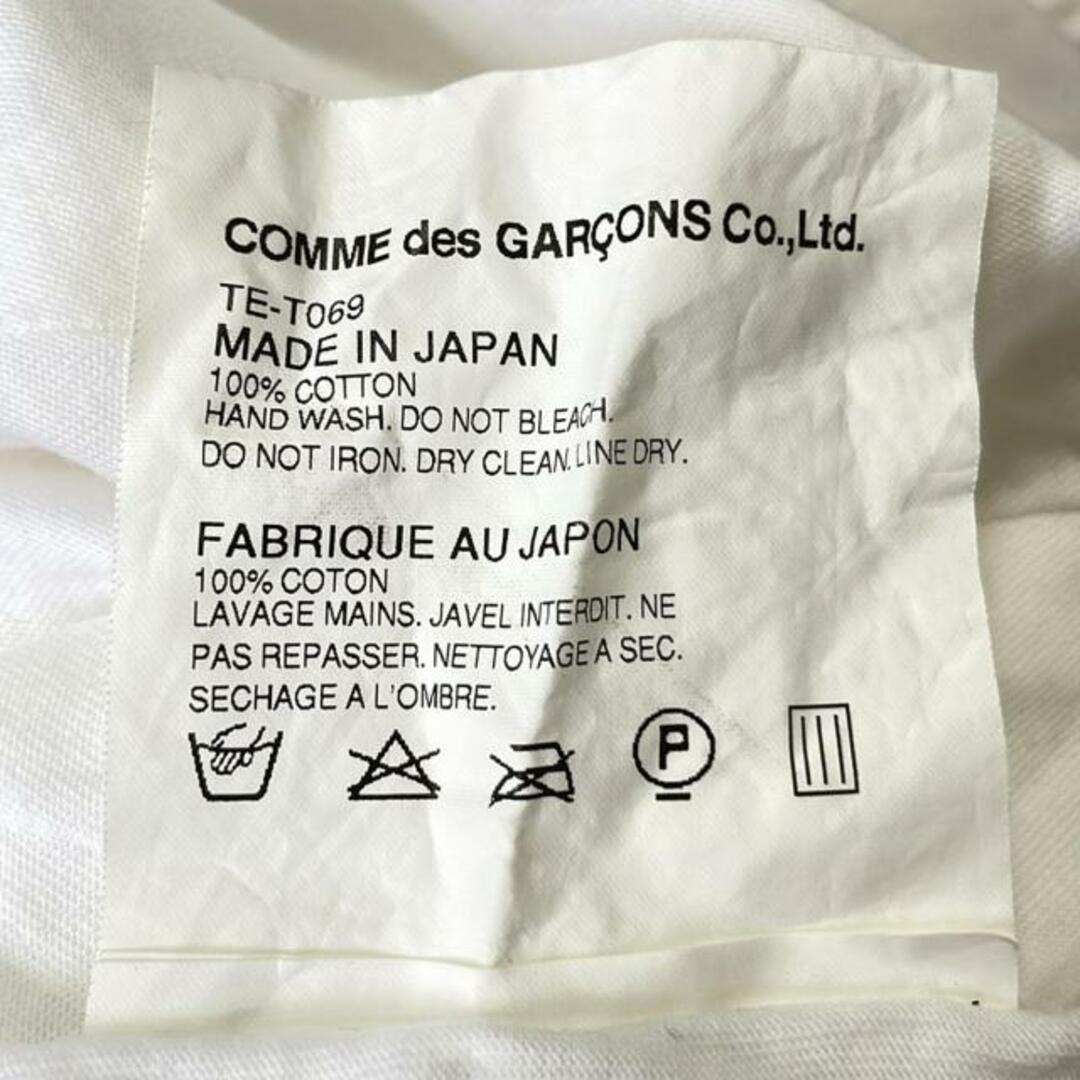 COMME des GARÇONS Co.,Ltd.
TE-T069
MADE IN JAPAN
100% COTTON
HAND WASH. DO NOT BLEACH.
DO NOT IRON. DRY CLEAN. LINE DRY.
FABRIQUE AU JAPON
100% COTON
LAVAGE MAINS. JAVEL INTERDIT. NE
PAS REPASSER. NETTOYAGE A SEC.
SECHAGE A L'OMBRE.
P